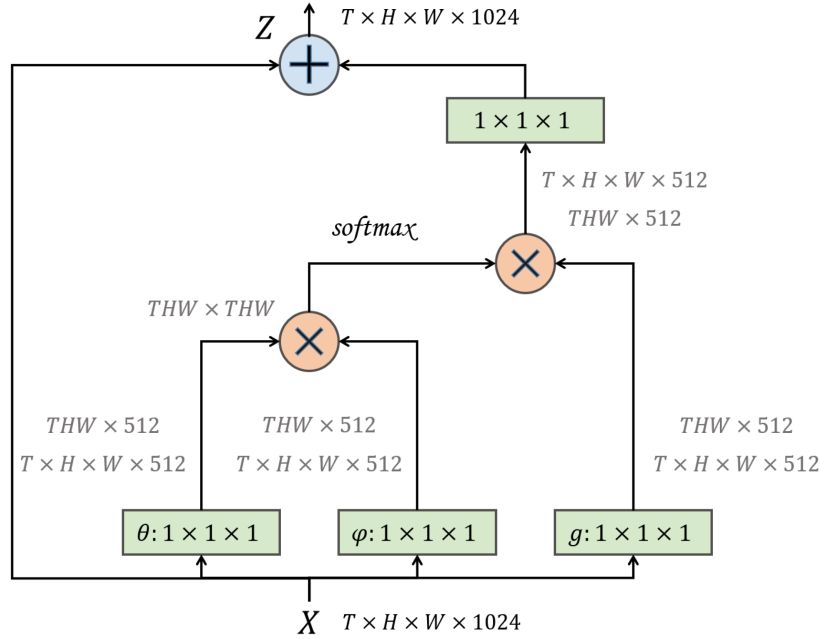 Z T × H × W × 1024
1 × 1 × 1
T × H × W × 512
THW × 512
softmax
THW × THW
THW × 512
T × H × W × 512
THW × 512
T × H × W × 512
THW × 512
T × H × W × 512
θ: 1 × 1 × 1
φ: 1 × 1 × 1
g: 1 × 1 × 1
X T × H × W × 1024